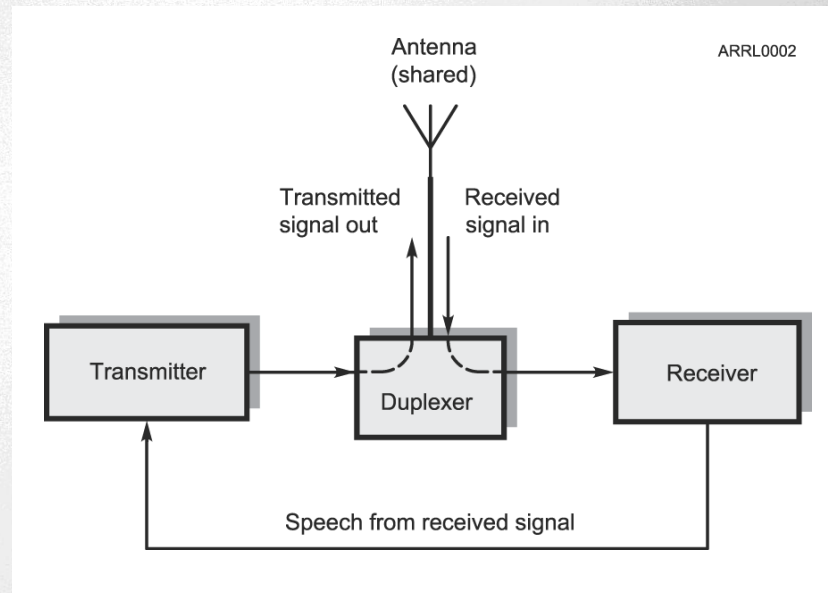 Antenna
(shared)
ARRL0002
Transmitted
signal out
Received
signal in
Transmitter
Duplexer
Receiver
Speech from received signal